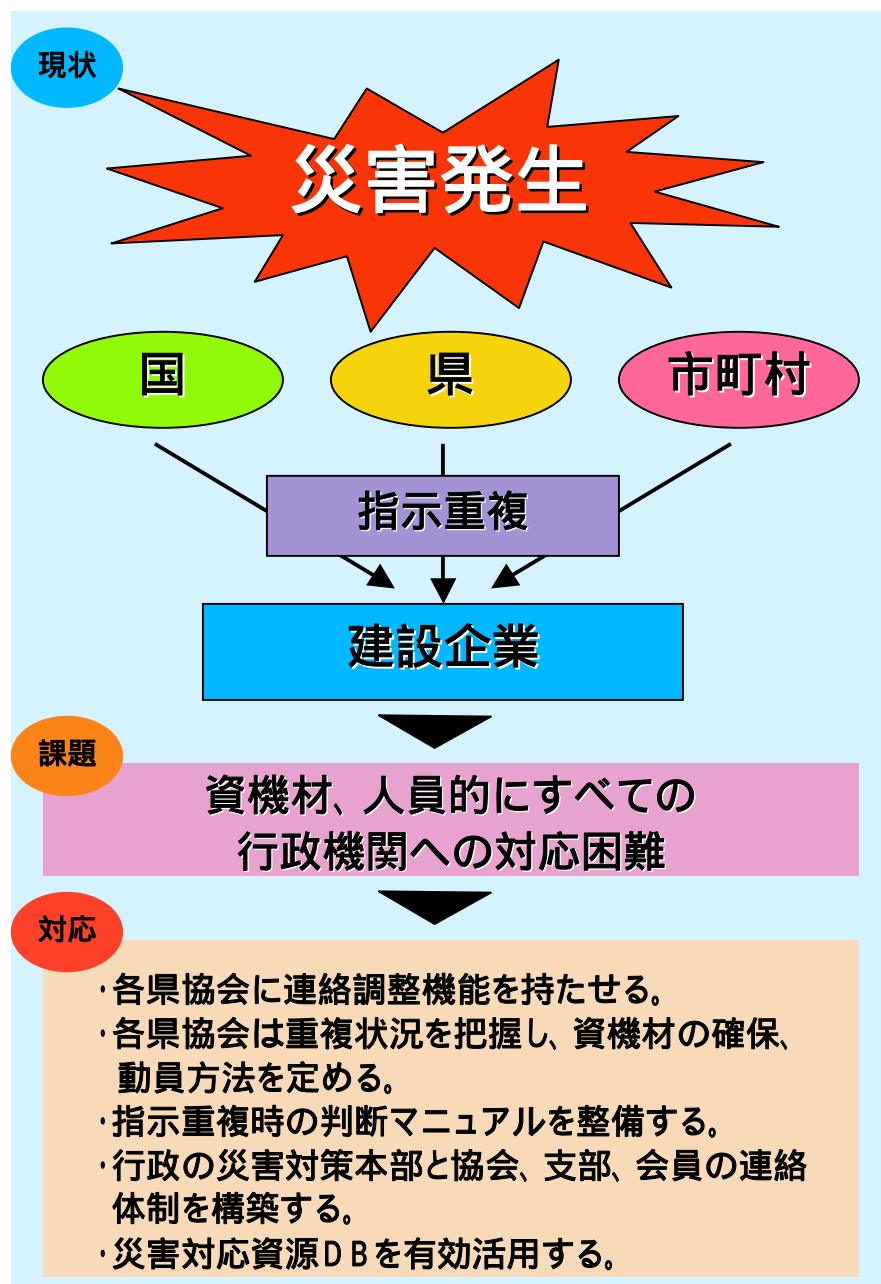 現状
災害発生
国
県
市町村
指示重複
建設企業
課題
資機材、人員的にすべての
行政機関への対応困難
対応
・各県協会に連絡調整機能を持たせる。
・各県協会は重複状況を把握し、資機材の確保、
動員方法を定める。
・指示重複時の判断マニュアルを整備する。
・行政の災害対策本部と協会、支部、会員の連絡
体制を構築する。
・災害対応資源ＤＢを有効活用する。